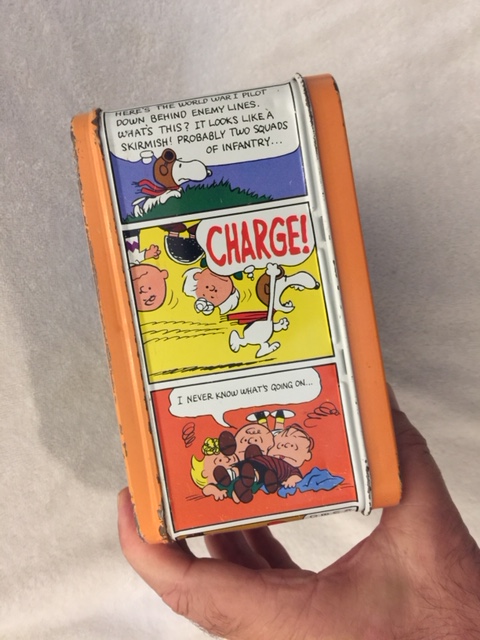 HERE'S THE WORLD WAR I PILOT
DOWN BEHIND ENEMY LINES.
WHAT'S THIS? IT LOOKS LIKE A
SKIRMISH! PROBABLY TWO SQUADS
OF INFANTRY...
CHARGE!
I NEVER KNOW WHAT'S GOING ON...